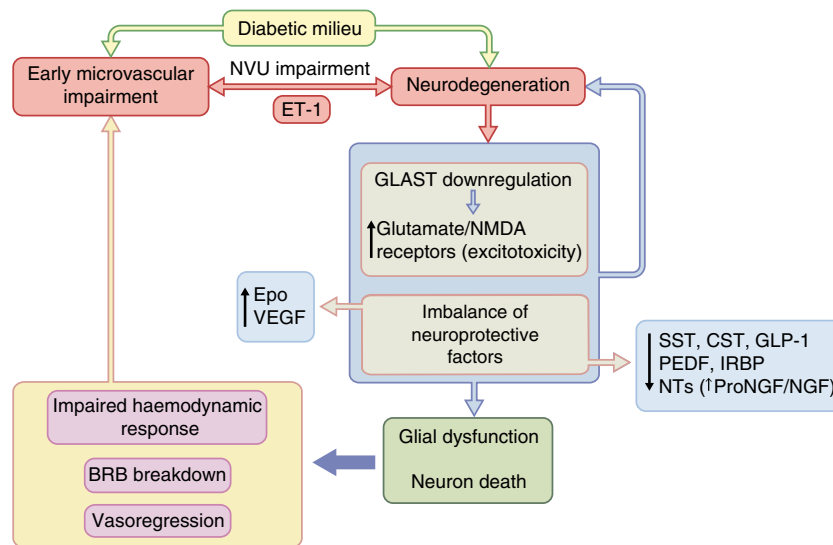 Diabetic milieu
Early microvascular
impairment
NVU impairment
ET-1
Neurodegeneration
GLAST downregulation
↑Glutamate/NMDA
receptors (excitotoxicity)
↑Epo
VEGF
Imbalance of
neuroprotective
factors
↓SST, CST, GLP-1
PEDF, IRBP
NTs (↑ProNGF/NGF)
Impaired haemodynamic
response
BRB breakdown
Vasoregression
Glial dysfunction
Neuron death